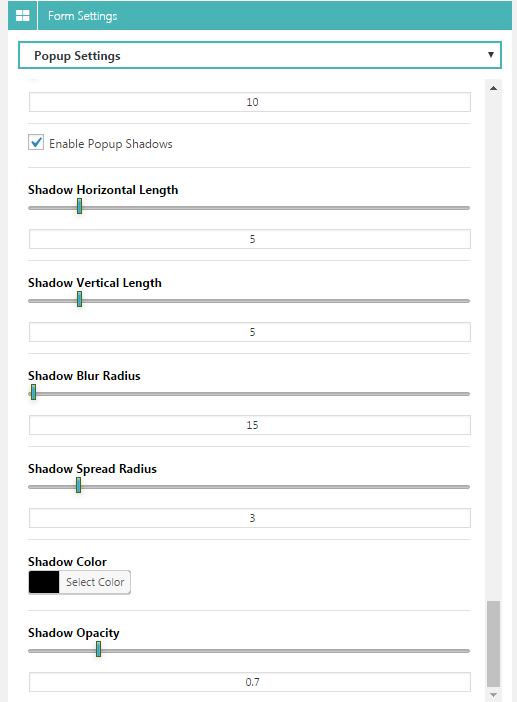 Form Settings
Popup Settings
10
Enable Popup Shadows
Shadow Horizontal Length
5
Shadow Vertical Length
5
Shadow Blur Radius
15
Shadow Spread Radius
3
Shadow Color
Select Color
Shadow Opacity
0.7